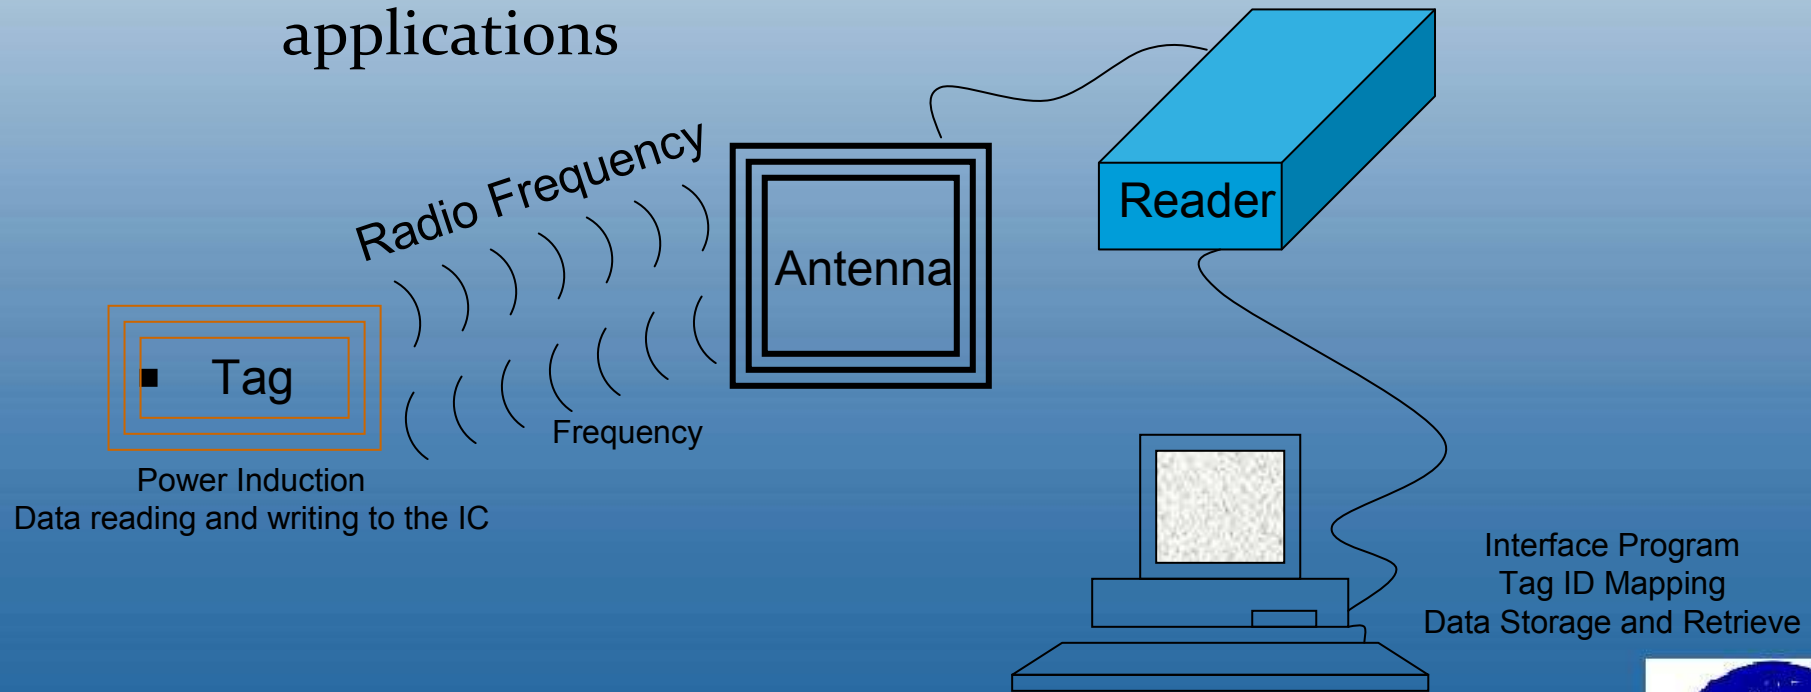 applications
Radio Frequency
Reader
Antenna
Tag
Frequency
Power Induction
Data reading and writing to the IC
Interface Program
Tag ID Mapping
Data Storage and Retrieve